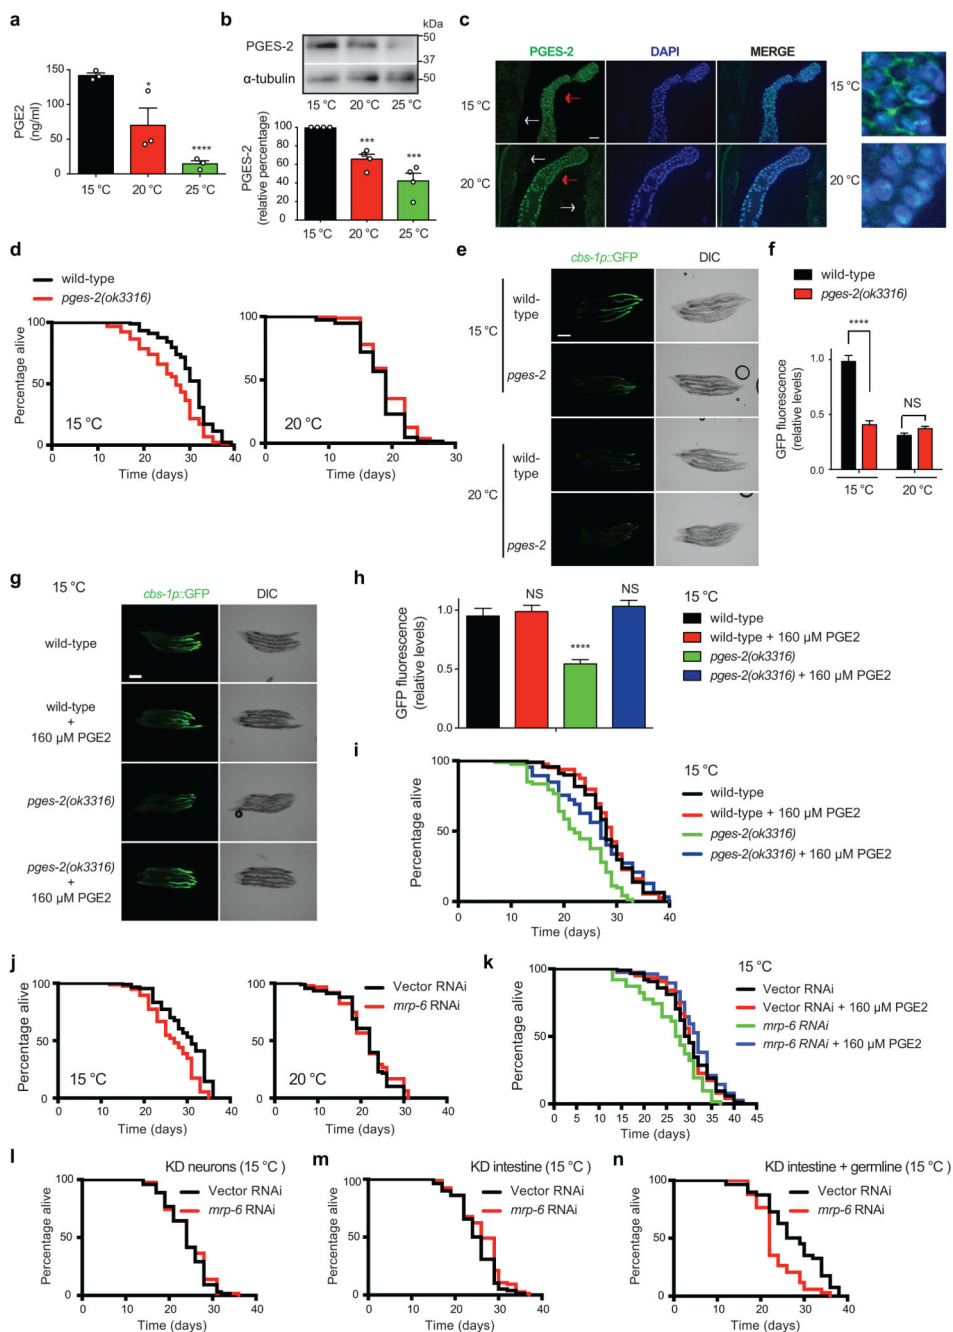 a
PGE2
(ng/ml)
150
100
50
0
*
****
15 °C
20 °C
25 °C
b
kDa
PGES-2
50
37
α-tubulin
50
15 °C 20 °C 25 °C
PGES-2
(relative percentage)
100
80
60
40
20
0
***
***
15 °C
20 °C
25 °C
c
PGES-2
DAPI
MERGE
15 °C
20 °C
15 °C
20 °C
d
wild-type
pges-2(ok3316)
Percentage alive
100
50
0
15 °C
0 10 20 30 40
Time (days)
100
50
0
20 °C
0 10 20 30
Time (days)
e
cbs-1p::GFP
DIC
15 °C
wild-
type
pges-2
20 °C
wild-
type
pges-2
f
wild-type
pges-2(ok3316)
GFP fluorescence
(relative levels)
1.0
0.5
0.0
****
NS
15 °C
20 °C
g
15 °C
cbs-1p::GFP
DIC
wild-type
wild-type
+
160 µM PGE2
pges-2(ok3316)
pges-2(ok3316)
+
160 µM PGE2
h
GFP fluorescence
(relative levels)
1.0
0.5
0.0
NS
****
NS
15 °C
wild-type
wild-type + 160 µM PGE2
pges-2(ok3316)
pges-2(ok3316) + 160 µM PGE2
i
Percentage alive
100
50
0
0 10 20 30 40
Time (days)
15 °C
wild-type
wild-type + 160 µM PGE2
pges-2(ok3316)
pges-2(ok3316) + 160 µM PGE2
j
Percentage alive
100
50
0
15 °C
0 10 20 30 40
Time (days)
100
50
0
20 °C
0 10 20 30 40
Time (days)
Vector RNAi
mrp-6 RNAi
k
Percentage alive
100
50
0
0 5 10 15 20 25 30 35 40 45
Time (days)
15 °C
Vector RNAi
Vector RNAi + 160 µM PGE2
mrp-6 RNAi
mrp-6 RNAi + 160 µM PGE2
l
KD neurons (15 °C )
Vector RNAi
mrp-6 RNAi
Percentage alive
100
50
0
0 10 20 30 40
Time (days)
m
KD intestine (15 °C )
Vector RNAi
mrp-6 RNAi
Percentage alive
100
50
0
0 10 20 30 40
Time (days)
n
KD intestine + germline (15 °C )
Vector RNAi
mrp-6 RNAi
Percentage alive
100
50
0
0 10 20 30 40
Time (days)